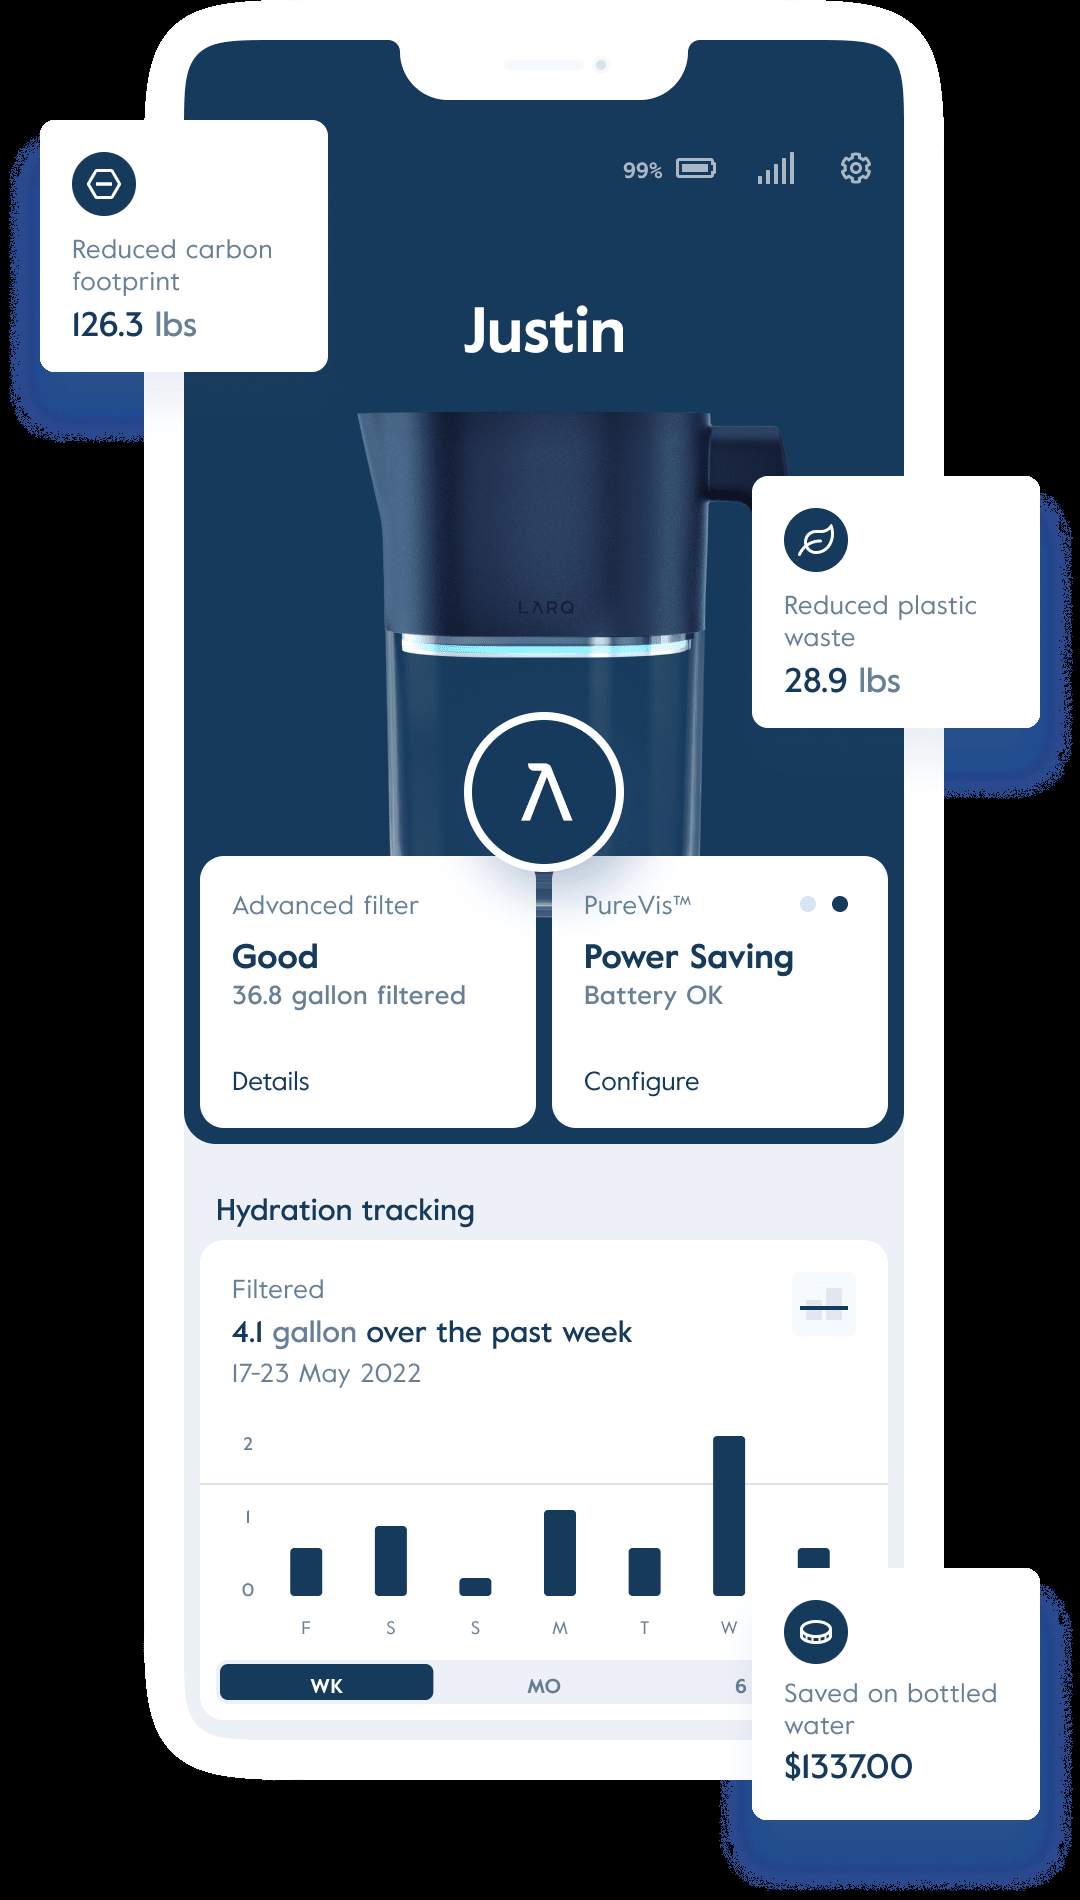 99%
Reduced carbon
footprint
126.3 lbs
Justin
LARQ
Reduced plastic
waste
28.9 lbs
Advanced filter
Good
36.8 gallon filtered
Details
PureVis™
Power Saving
Battery OK
Configure
Hydration tracking
Filtered
4.1 gallon over the past week
17-23 May 2022
2
1
0
F S S M T W
WK MO 6
Saved on bottled
water
$1337.00